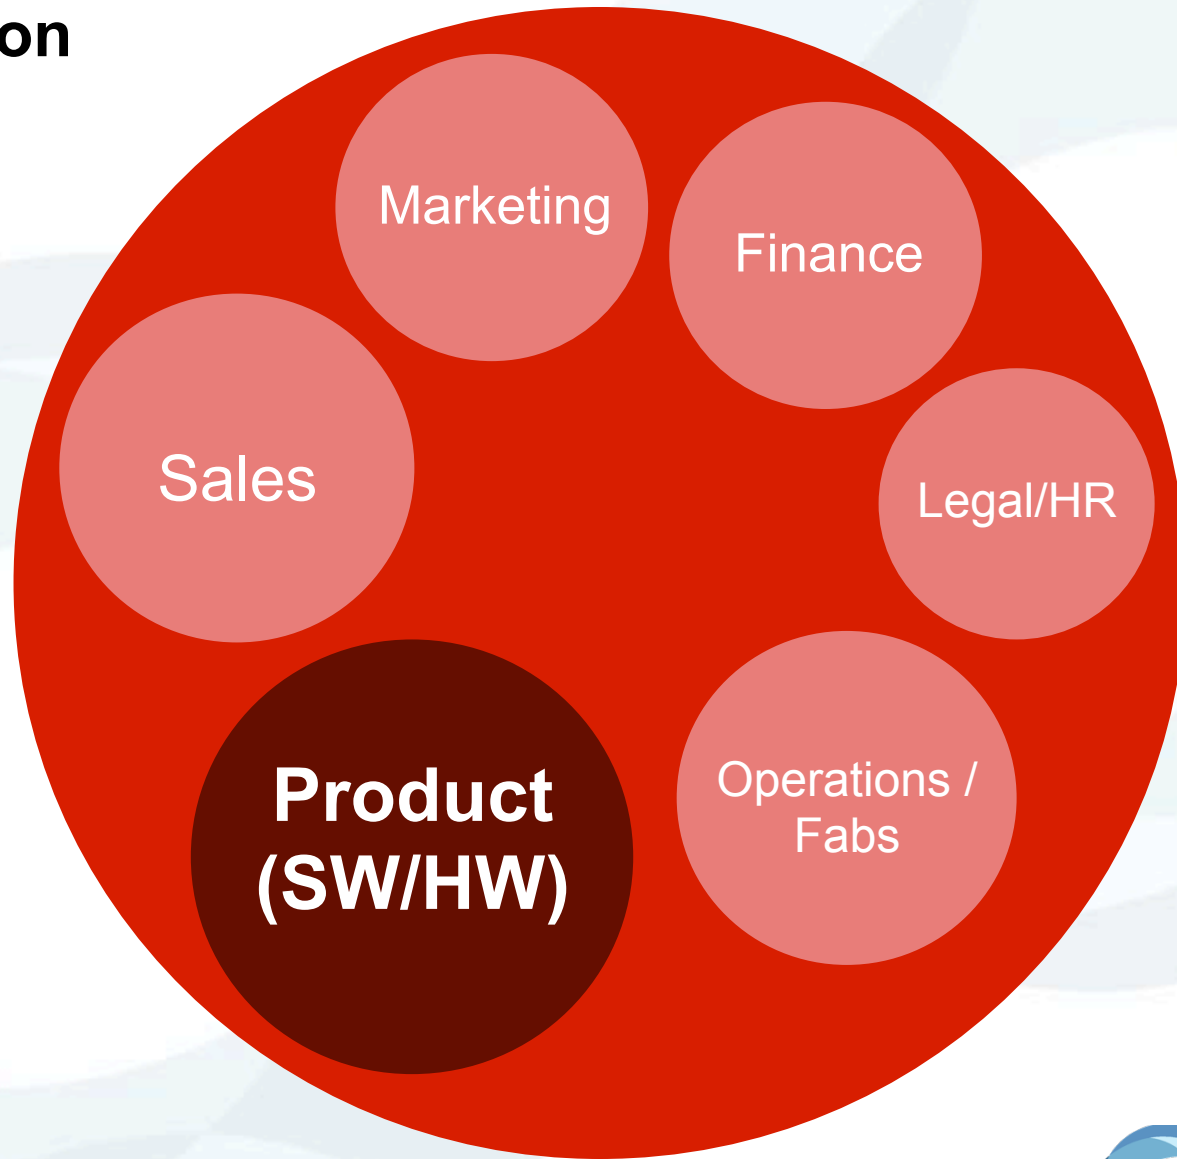 on
Marketing
Finance
Sales
Legal/HR
Product
(SW/HW)
Operations /
Fabs